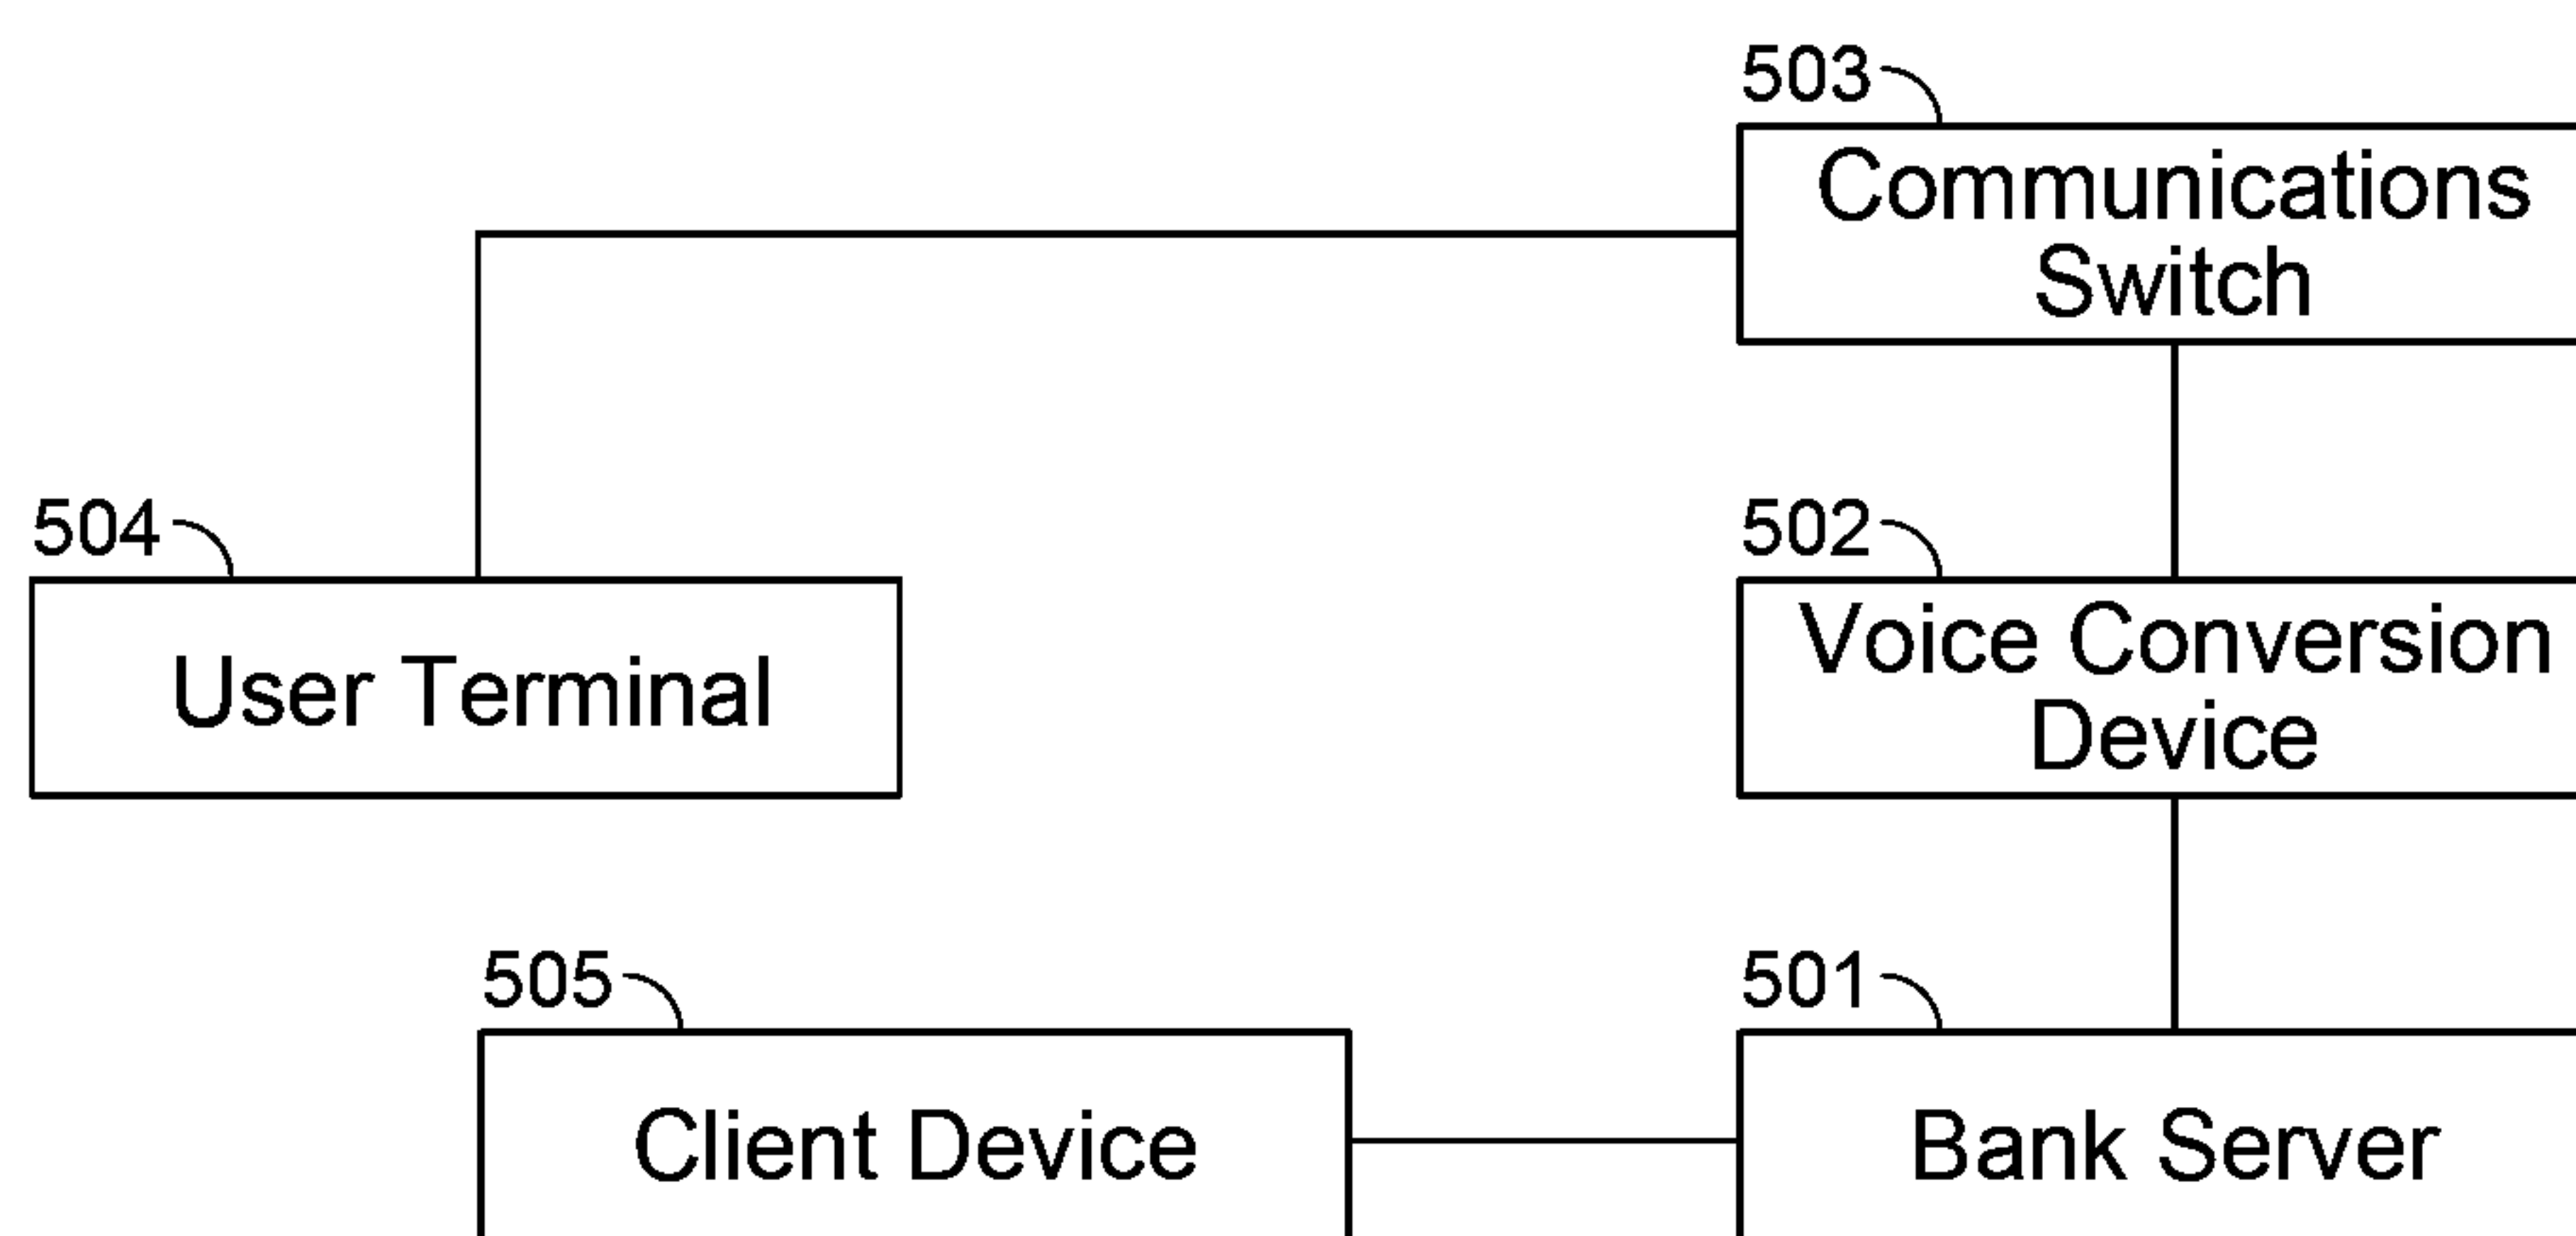 503
Communications
Switch
504
User Terminal
502
Voice Conversion
Device
505
Client Device
501
Bank Server